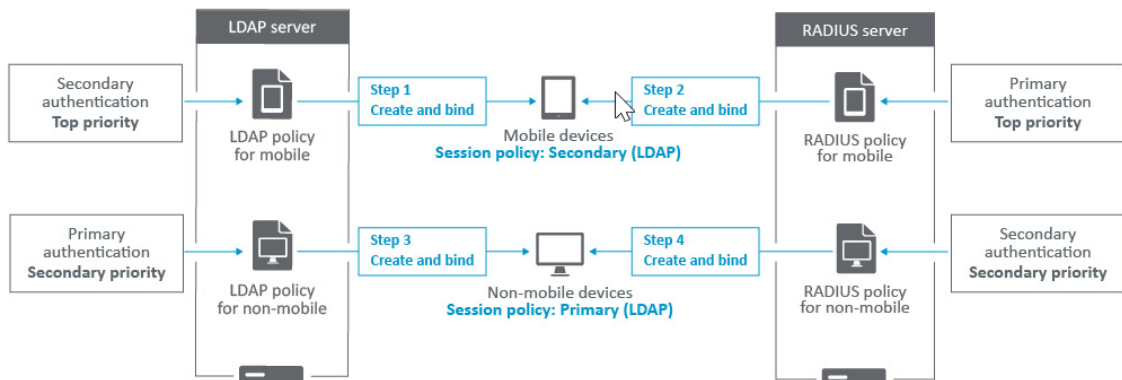 LDAP server
RADIUS server
Secondary
authentication
Top priority
LDAP policy
for mobile
Step 1
Create and bind
Mobile devices
Session policy: Secondary (LDAP)
Step 2
Create and bind
RADIUS policy
for mobile
Primary
authentication
Top priority
Primary
authentication
Secondary priority
LDAP policy
for non-mobile
Step 3
Create and bind
Non-mobile devices
Session policy: Primary (LDAP)
Step 4
Create and bind
RADIUS policy
for non-mobile
Secondary
authentication
Secondary priority